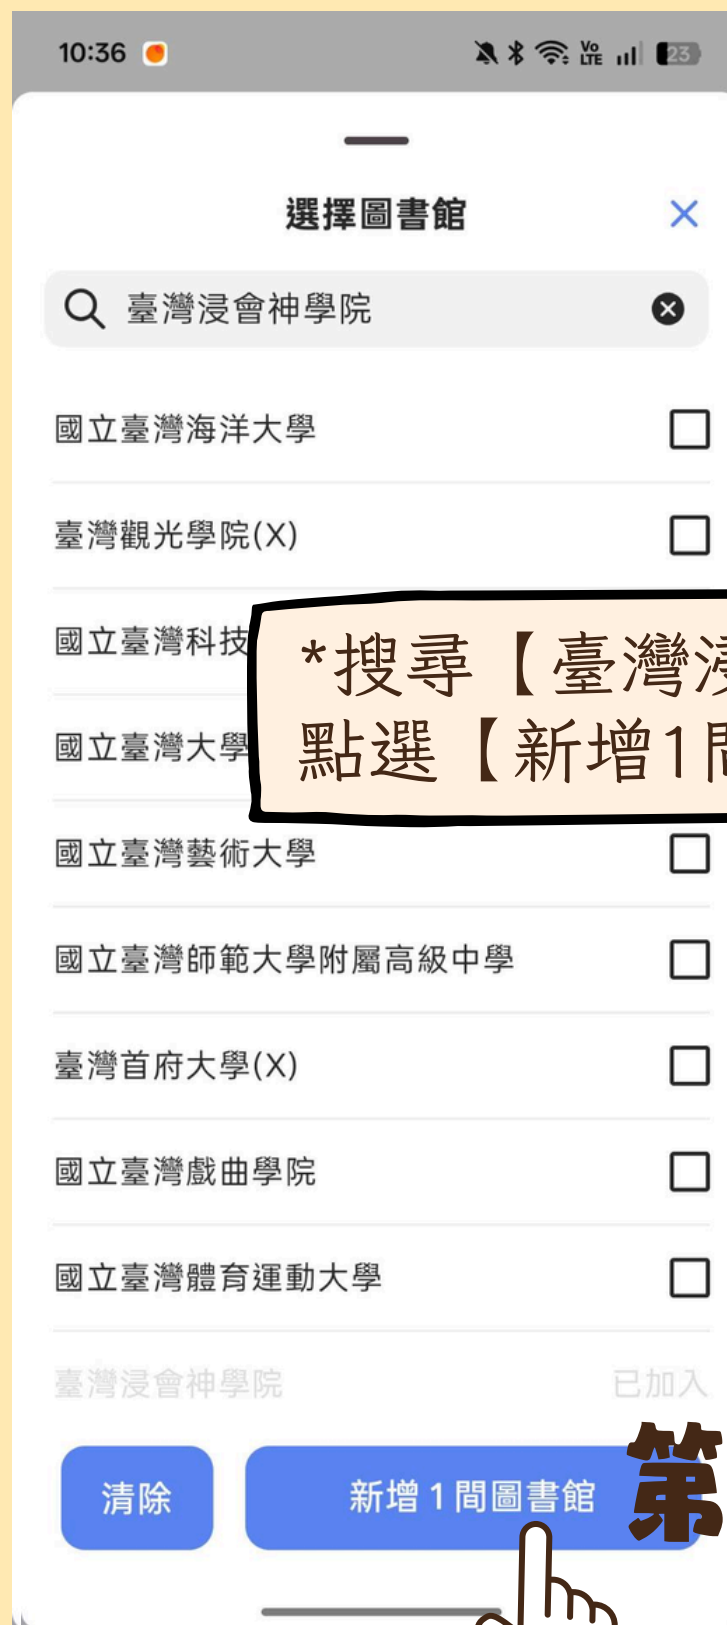 10:36
Vo
LTE
23
選擇圖書館
臺灣浸會神學院
國立臺灣海洋大學
臺灣觀光學院(X)
國立臺灣科技
*搜尋【臺灣
國立臺灣大學
點選【新增1
國立臺灣藝術大學
國立臺灣師範大學附屬高級中學
臺灣首府大學(X)
國立臺灣戲曲學院
國立臺灣體育運動大學
臺灣浸會神學院 已加入
清除
新增1間圖書館
第